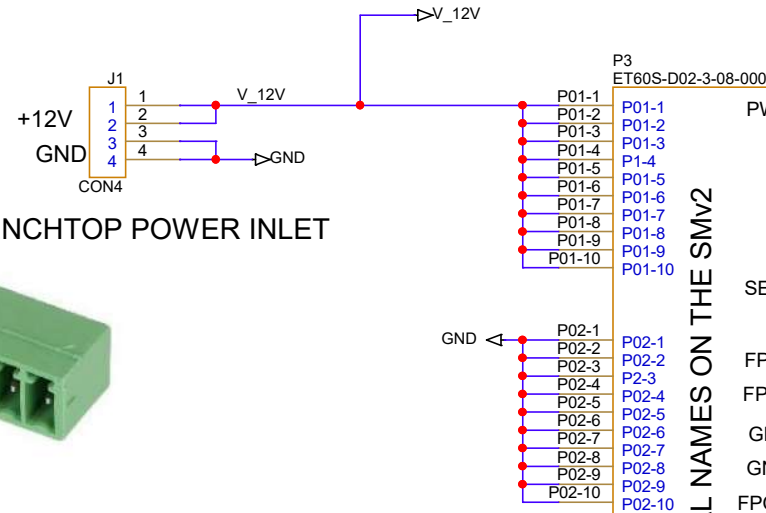 V_12V
P3
ET60S-D02-3-08-000
J1
+12V
GND
1
2
3
4
1
2
3
4
CON4
V_12V
GND
NCHTOP POWER INLET
P01-1
P01-2
P01-3
P01-4
P01-5
P01-6
P01-7
P01-8
P01-9
P01-10
P01-1
P01-2
P01-3
P1-4
P01-5
P01-6
P01-7
P01-8
P01-9
P01-10
GND
P02-1
P02-2
P02-3
P02-4
P02-5
P02-6
P02-7
P02-8
P02-9
P02-10
P02-1
P02-2
P2-3
P02-4
P02-5
P02-6
P02-7
P02-8
P02-9
P02-10
L NAMES ON THE SMv2
SE
FP
FP